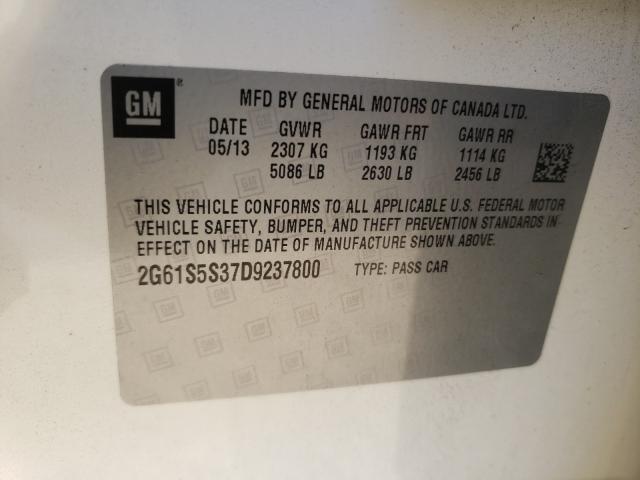 GM
MFD BY GENERAL MOTORS OF CANADA LTD.
DATE GVWR GAWR FRT GAWR RR
05/13 2307 KG 1193 KG 1114 KG
5086 LB 2630 LB 2456 LB
THIS VEHICLE CONFORMS TO ALL APPLICABLE U.S. FEDERAL MOTOR
VEHICLE SAFETY, BUMPER, AND THEFT PREVENTION STANDARDS IN
EFFECT ON THE DATE OF MANUFACTURE SHOWN ABOVE.
2G61S5S37D9237800 TYPE: PASS CAR